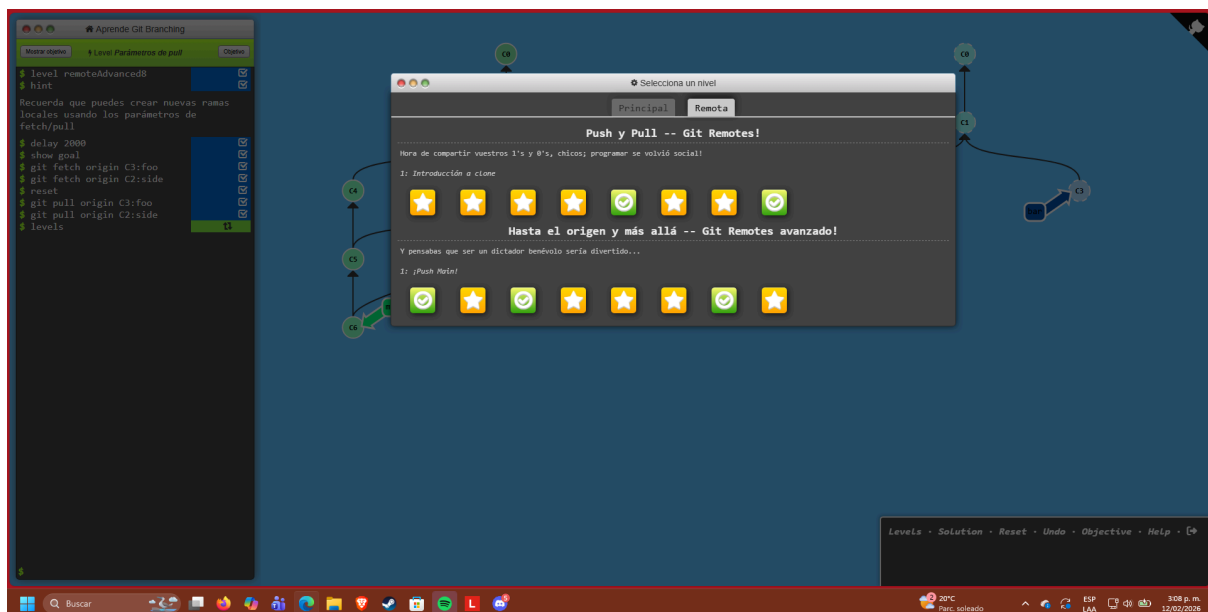 Aprende Git Branching
Mostrar objetivo
Level Parámetros de pull
Objetivo
$ level remoteAdvanced8
$ hint
Recuerda que puedes crear nuevas ramas
locales usando los parámetros de
fetch/pull
$ delay 2000
$ show goal
$ git fetch origin C3:foo
$ git fetch origin C2:side
$ reset
$ git pull origin C3:foo
$ git pull origin C2:side
$ levels
$
C0
C4
C5
C6
Selecciona un nivel
Principal
Remota
Push y Pull -- Git Remotes!
Hora de compartir vuestros 1's y 0's, chicos; programar se volvió social!
1: Introducción a clone
Hasta el origen y más allá -- Git Remotes avanzado!
Y pensabas que ser un dictador benévolo sería divertido...
1: ¡Push Main!
C0
C1
C3
Levels · Solution · Reset · Undo · Objective · Help ·
Buscar
2
20°C
Parc. soleado
ESP
LAA
3:08 p. m.
12/02/2026